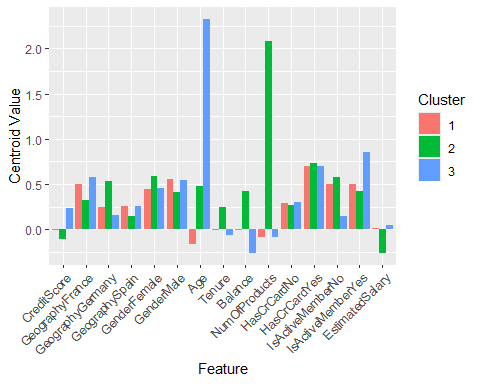 Centroid Value
2.0
1.5
1.0
0.5
0.0
CreditScore
GeographyFrance
GeographyGermany
GeographySpain
GenderFemale
GenderMale
Age
Tenure
Balance
NumOfProducts
HasCrCardNo
HasCrCardYes
IsActiveMemberNo
IsActiveMemberYes
EstimatedSalary
Feature
Cluster
1
2
3